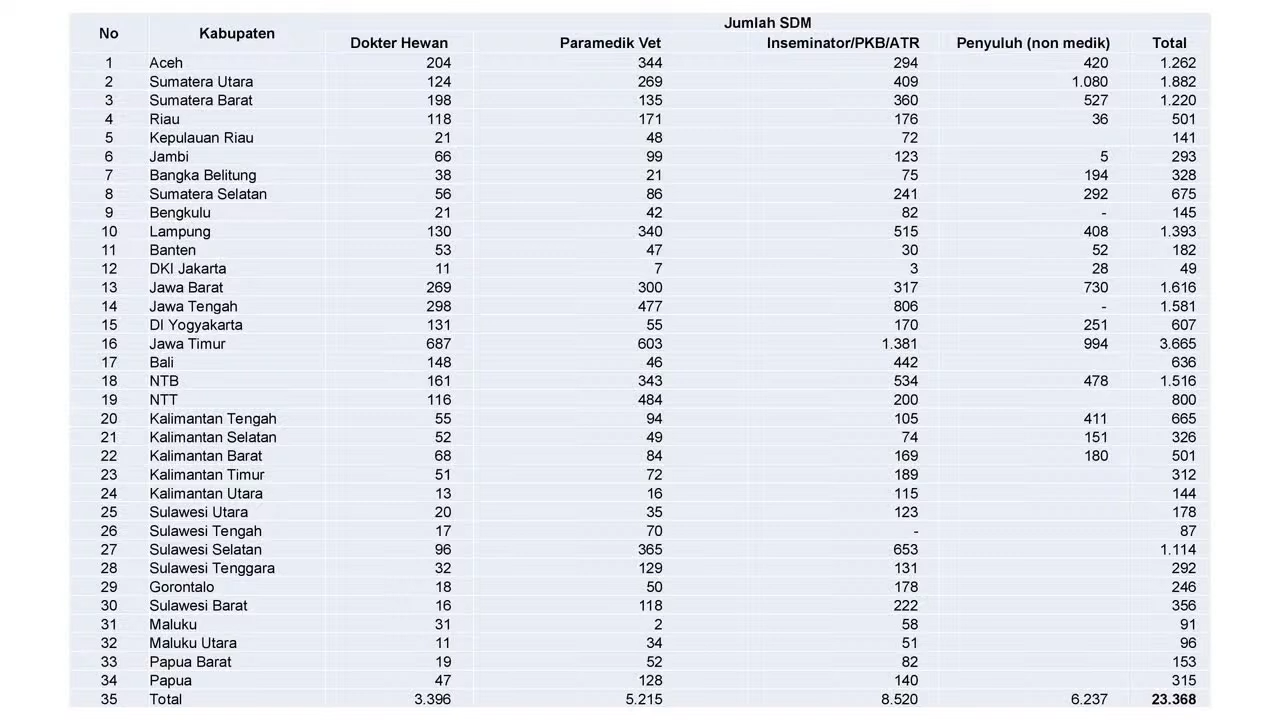 Jumlah SDM
No Kabupaten
Dokter Hewan Paramedik Vet Inseminator/PKB/ATR Penyuluh (non medik) Total
1 Aceh 204 344 294 420 1.262
2 Sumatera Utara 124 269 409 1.080 1.882
3 Sumatera Barat 198 135 360 527 1.220
4 Riau 118 171 176 36 501
5 Kepulauan Riau 21 48 72 141
6 Jambi 66 99 123 5 293
7 Bangka Belitung 38 21 75 194 328
8 Sumatera Selatan 56 86 241 292 675
9 Bengkulu 21 42 82 - 145
10 Lampung 130 340 515 408 1.393
11 Banten 53 47 30 52 182
12 DKI Jakarta 11 7 3 28 49
13 Jawa Barat 269 300 317 730 1.616
14 Jawa Tengah 298 477 806 - 1.581
15 DI Yogyakarta 131 55 170 251 607
16 Jawa Timur 687 603 1.381 994 3.665
17 Bali 148 46 442 636
18 NTB 161 343 534 478 1.516
19 NTT 116 484 200 800
20 Kalimantan Tengah 55 94 105 411 665
21 Kalimantan Selatan 52 49 74 151 326
22 Kalimantan Barat 68 84 169 180 501
23 Kalimantan Timur 51 72 189 312
24 Kalimantan Utara 13 16 115 144
25 Sulawesi Utara 20 35 123 178
26 Sulawesi Tengah 17 70 - 87
27 Sulawesi Selatan 96 365 653 1.114
28 Sulawesi Tenggara 32 129 131 292
29 Gorontalo 18 50 178 246
30 Sulawesi Barat 16 118 222 356
31 Maluku 31 2 58 91
32 Maluku Utara 11 34 51 96
33 Papua Barat 19 52 82 153
34 Papua 47 128 140 315
35 Total 3.396 5.215 8.520 6.237 23.368